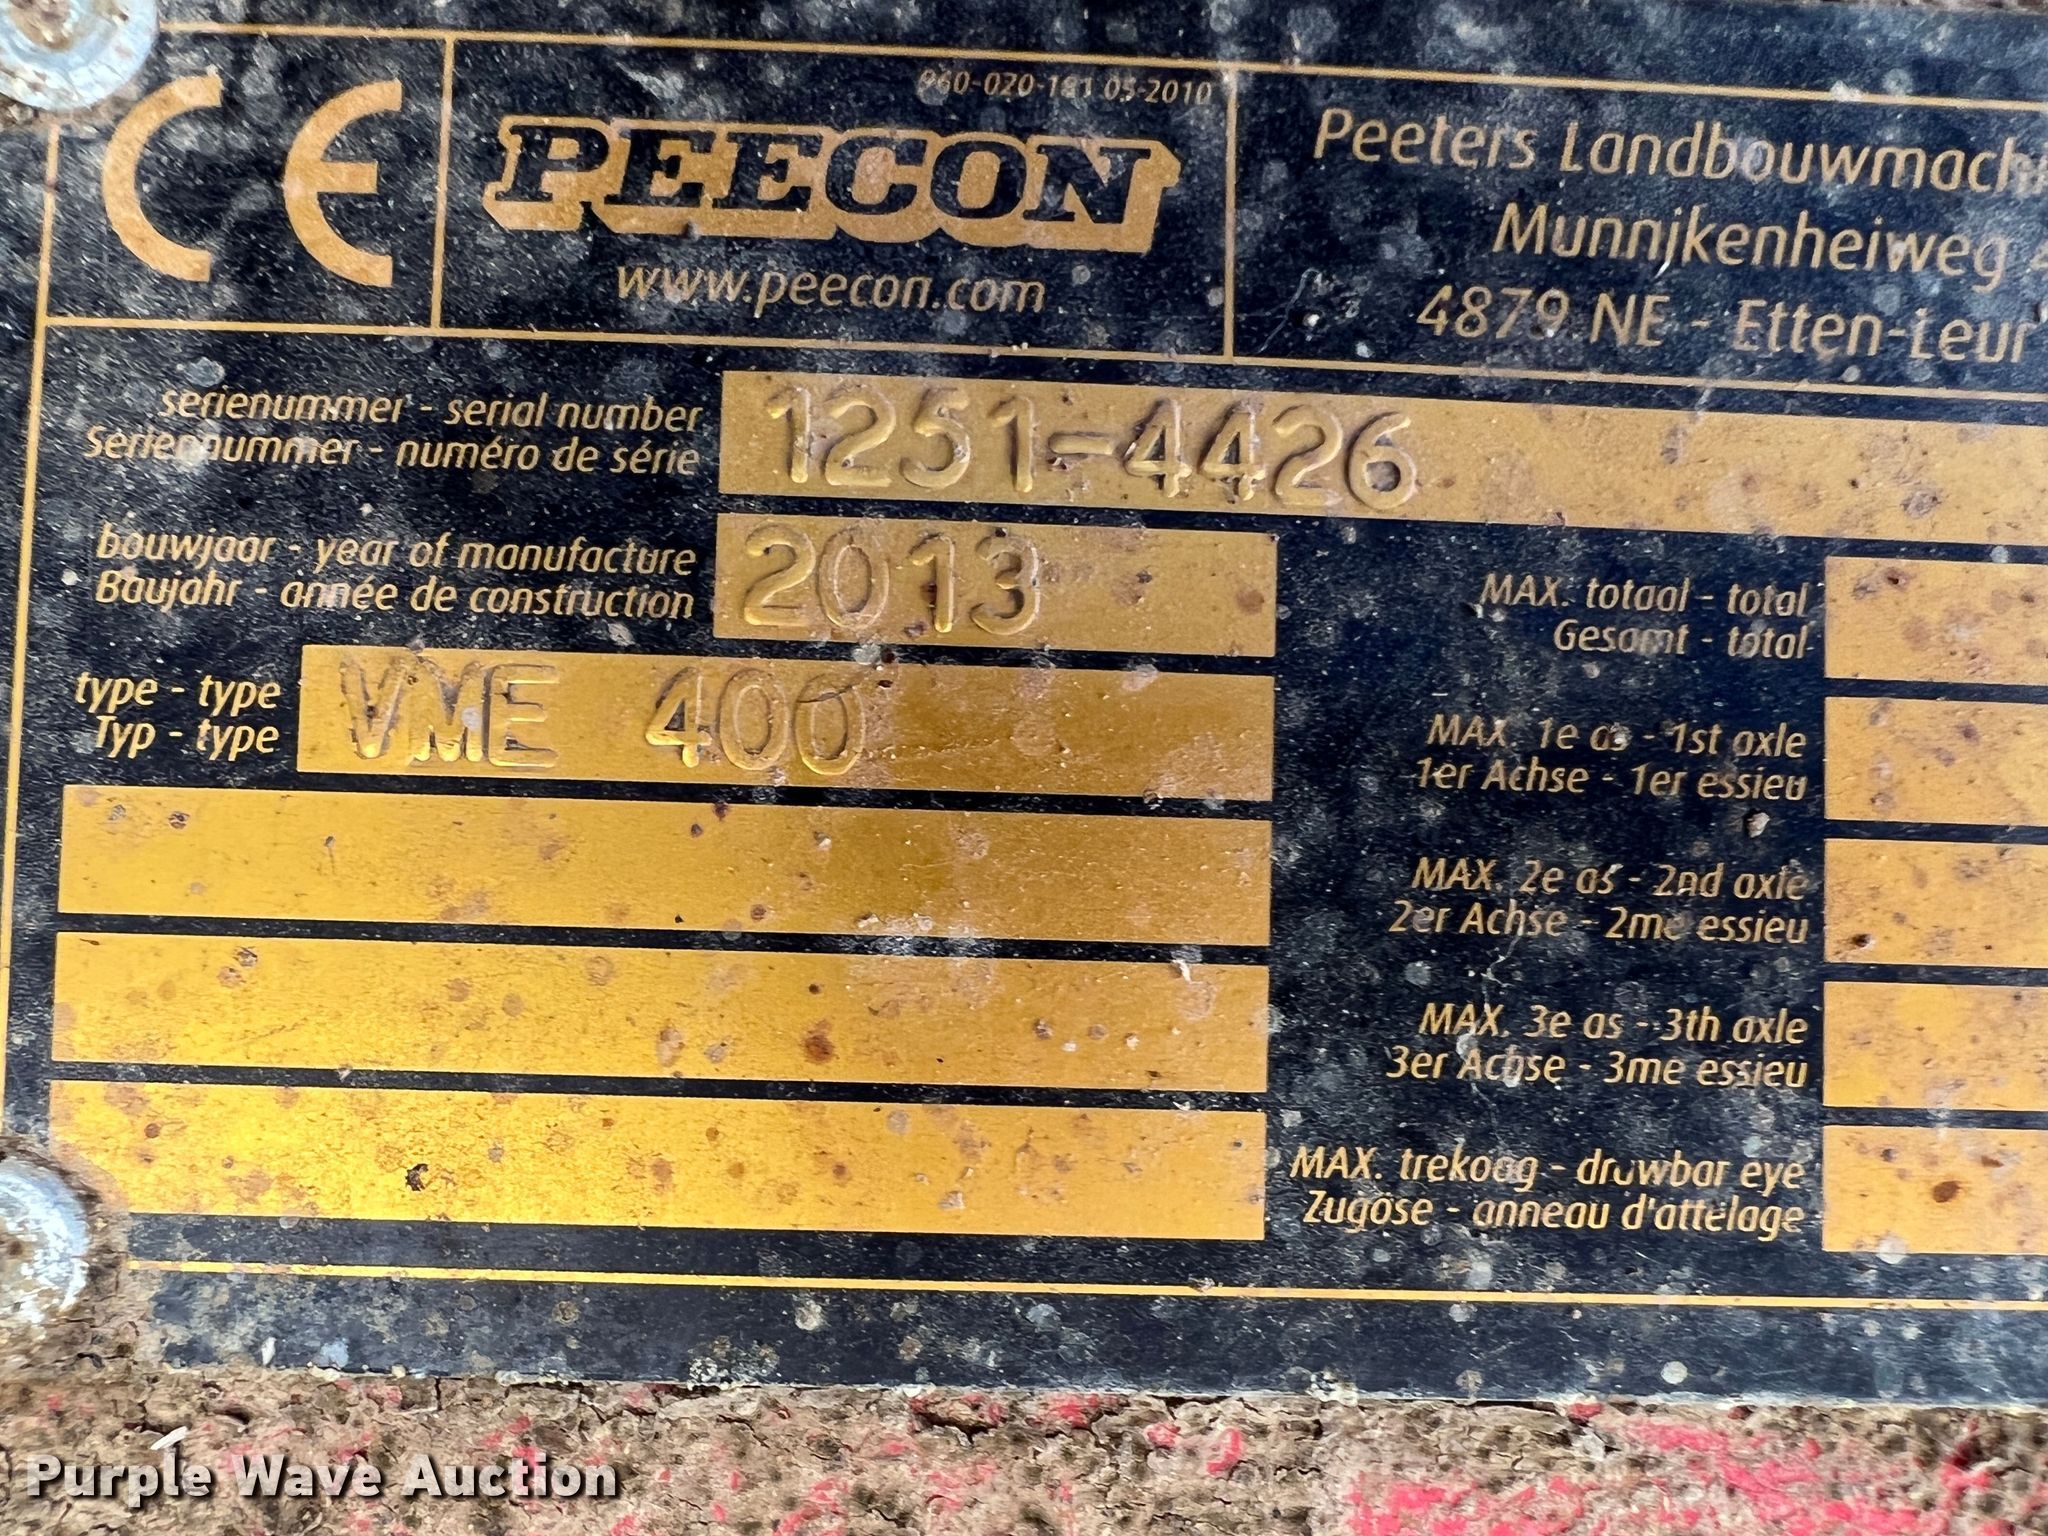 CE
960-020-181 05-2010
PEECON
www.peecon.com
Peeters Landbouwmachi
Munnikenheiweg
4879 NE - Etten-Leur
serienummer - serial number
Seriennummer - numéro de série
1251-4426
bouwjaar - year of manufacture
Baujahr - année de construction
2013
type - type
Typ - type
VME 400
MAX. totaal - total
Gesamt - total
MAX. 1e as - 1st axle
1er Achse - 1er essieu
MAX. 2e as - 2nd axle
2er Achse - 2me essieu
MAX. 3e as - 3th axle
3er Achse - 3me essieu
MAX. trekoog - drawbar eye
Zugöse - anneau d'attelage
Purple Wave Auction